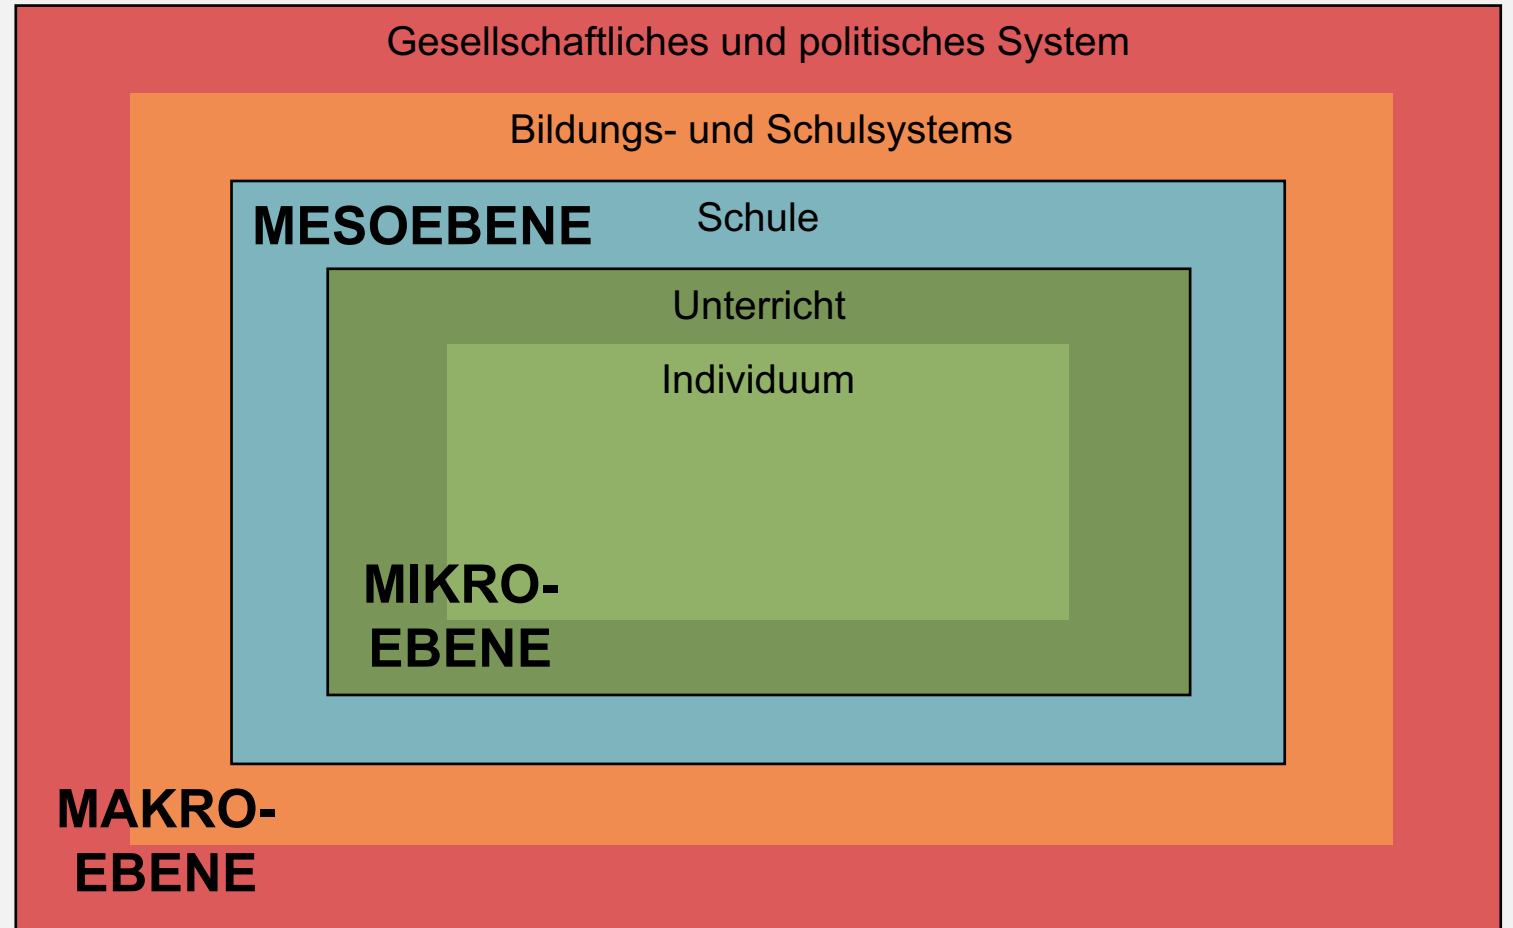 Gesellschaftliches und politisches System
Bildungs- und Schulsystems
MESOEBENE
Schule
Unterricht
Individuum
MIKRO-
EBENE
MAKRO-
EBENE